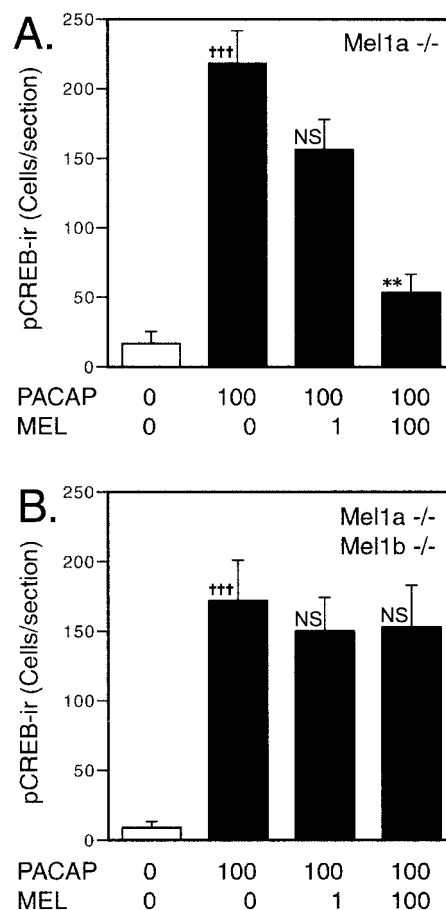 A.
Mel1a -/-
pCREB-ir (Cells/section)
250
200
150
100
50
0
†††
NS
**
PACAP 0 100 100 100
MEL 0 0 1 100
B.
Mel1a -/-
Mel1b -/-
pCREB-ir (Cells/section)
250
200
150
100
50
0
†††
NS
NS
PACAP 0 100 100 100
MEL 0 0 1 100